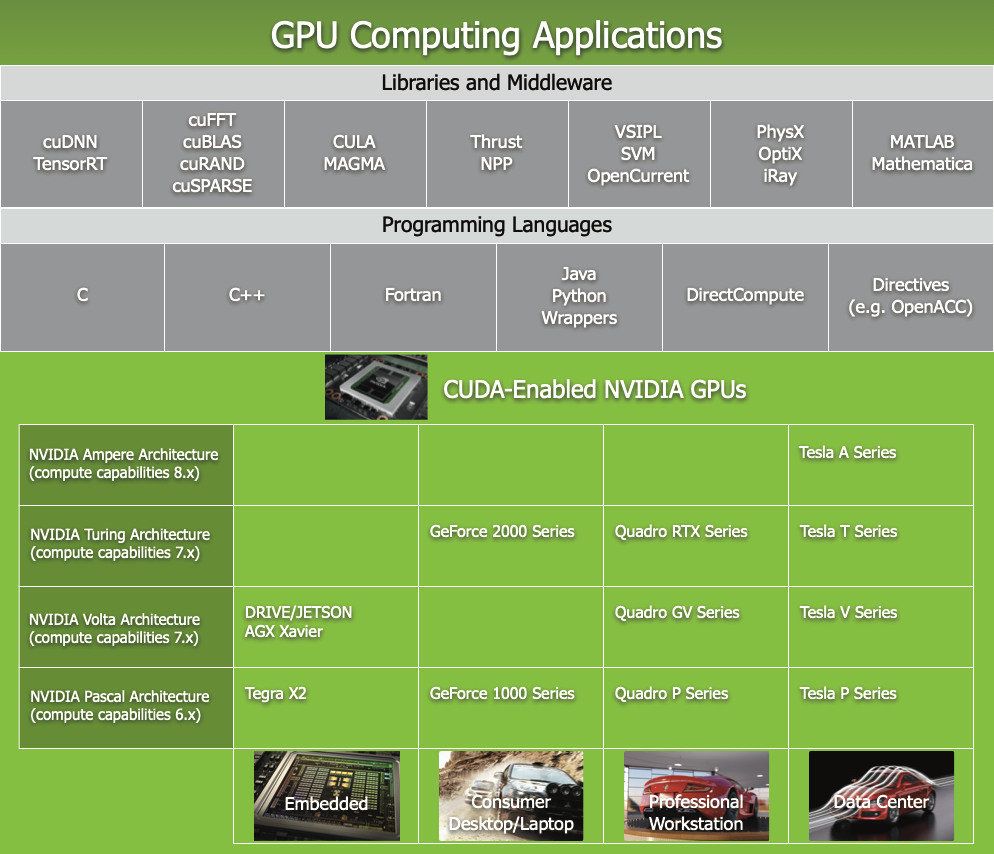 GPU Computing Applications
Libraries and Middleware
cuDNN
TensorRT
cuFFT
cuBLAS
cuRAND
cuSPARSE
CULA
MAGMA
Thrust
NPP
VSIPL
SVM
OpenCurrent
PhysX
OptiX
iRay
MATLAB
Mathematica
Programming Languages
C
C++
Fortran
Java
Python
Wrappers
DirectCompute
Directives
(e.g. OpenACC)
CUDA-Enabled NVIDIA GPUs
NVIDIA Ampere Architecture
(compute capabilities 8.x)
Tesla A Series
NVIDIA Turing Architecture
(compute capabilities 7.x)
GeForce 2000 Series
Quadro RTX Series
Tesla T Series
NVIDIA Volta Architecture
(compute capabilities 7.x)
DRIVE/JETSON
AGX Xavier
Quadro GV Series
Tesla V Series
NVIDIA Pascal Architecture
(compute capabilities 6.x)
Tegra X2
GeForce 1000 Series
Quadro P Series
Tesla P Series
Embedded
Consumer
Desktop/Laptop
Professional
Workstation
Data Center